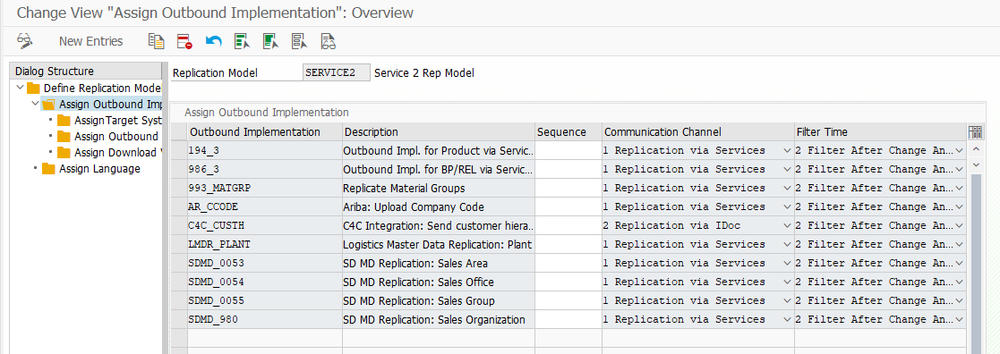 Change View "Assign Outbound Implementation": Overview
New Entries
Dialog Structure
Define Replication Mode
Assign Outbound Imp
AssignTarget Syst
Assign Outbound
Assign Download V
Assign Language
Replication Model SERVICE2 Service 2 Rep Model
Assign Outbound Implementation
Outbound Implementation Description Sequence Communication Channel Filter Time
194_3 Outbound Impl. for Product via Servic… 1 Replication via Services 2 Filter After Change An…
986_3 Outbound Impl. for BP/REL via Servic… 1 Replication via Services 2 Filter After Change An…
993_MATGRP Replicate Material Groups 1 Replication via Services 2 Filter After Change An…
AR_CCODE Ariba: Upload Company Code 1 Replication via Services 2 Filter After Change An…
C4C_CUSTH C4C Integration: Send customer hiera… 2 Replication via IDoc 2 Filter After Change An…
LMDR_PLANT Logistics Master Data Replication: Plant 1 Replication via Services 2 Filter After Change An…
SDMD_0053 SD MD Replication: Sales Area 1 Replication via Services 2 Filter After Change An…
SDMD_0054 SD MD Replication: Sales Office 1 Replication via Services 2 Filter After Change An…
SDMD_0055 SD MD Replication: Sales Group 1 Replication via Services 2 Filter After Change An…
SDMD_980 SD MD Replication: Sales Organization 1 Replication via Services 2 Filter After Change An…